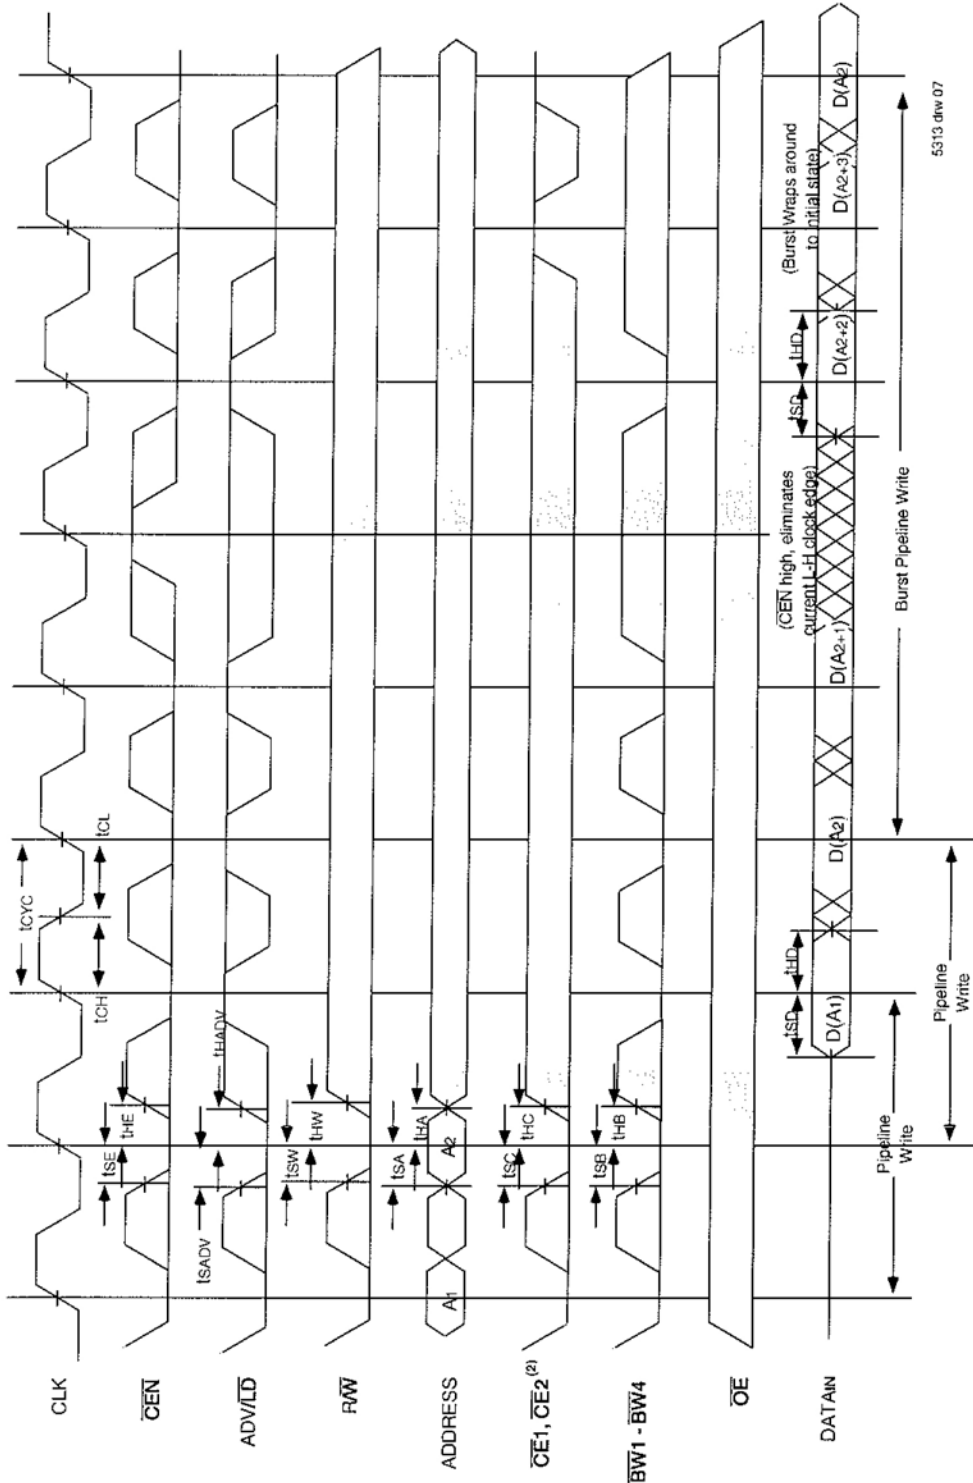 tCYC
tCH
tCL
CLK
tSE
tHE
CEN
tSADV
tHADV
ADV/LD
tSW
tHW
R/W
tSA
tHA
A1
A2
ADDRESS
tSC
tHC
CE1, CE2(2)
tSB
tHB
BW1 - BW4
OE
(CEN high, eliminates
current L-H clock edge)
(Burst Wraps around
to initial state)
tSD
tHD
tSD
tHD
DATAIN
D(A1)
D(A2)
D(A2+1)
D(A2+2)
D(A2+3)
D(A2)
Burst Pipeline Write
Pipeline
Write
Pipeline
Write
5313 drw 07